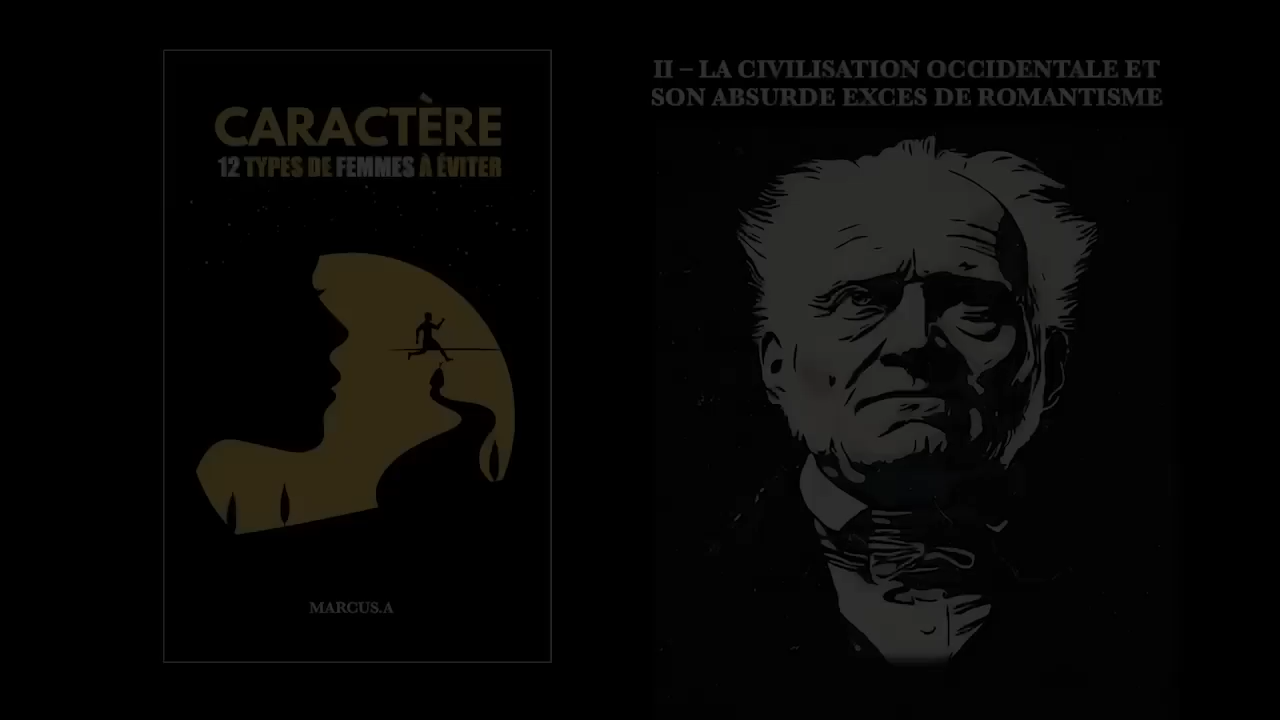 CARACTÈRE
12 TYPES DE FEMMES À ÉVITER
MARCUS.A
II – LA CIVILISATION OCCIDENTALE ET
SON ABSURDE EXCES DE ROMANTISME